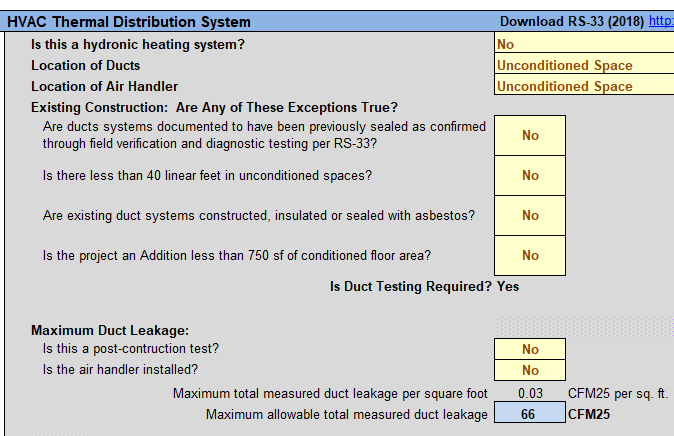 HVAC Thermal Distribution System Download RS-33 (2018) http:
Is this a hydronic heating system? No
Location of Ducts Unconditioned Space
Location of Air Handler Unconditioned Space
Existing Construction: Are Any of These Exceptions True?
Are ducts systems documented to have been previously sealed as confirmed
through field verification and diagnostic testing per RS-33? No
Is there less than 40 linear feet in unconditioned spaces? No
Are existing duct systems constructed, insulated or sealed with asbestos? No
Is the project an Addition less than 750 sf of conditioned floor area? No
Is Duct Testing Required? Yes
Maximum Duct Leakage:
Is this a post-contruction test? No
Is the air handler installed? No
Maximum total measured duct leakage per square foot 0.03 CFM25 per sq. ft.
Maximum allowable total measured duct leakage 66 CFM25